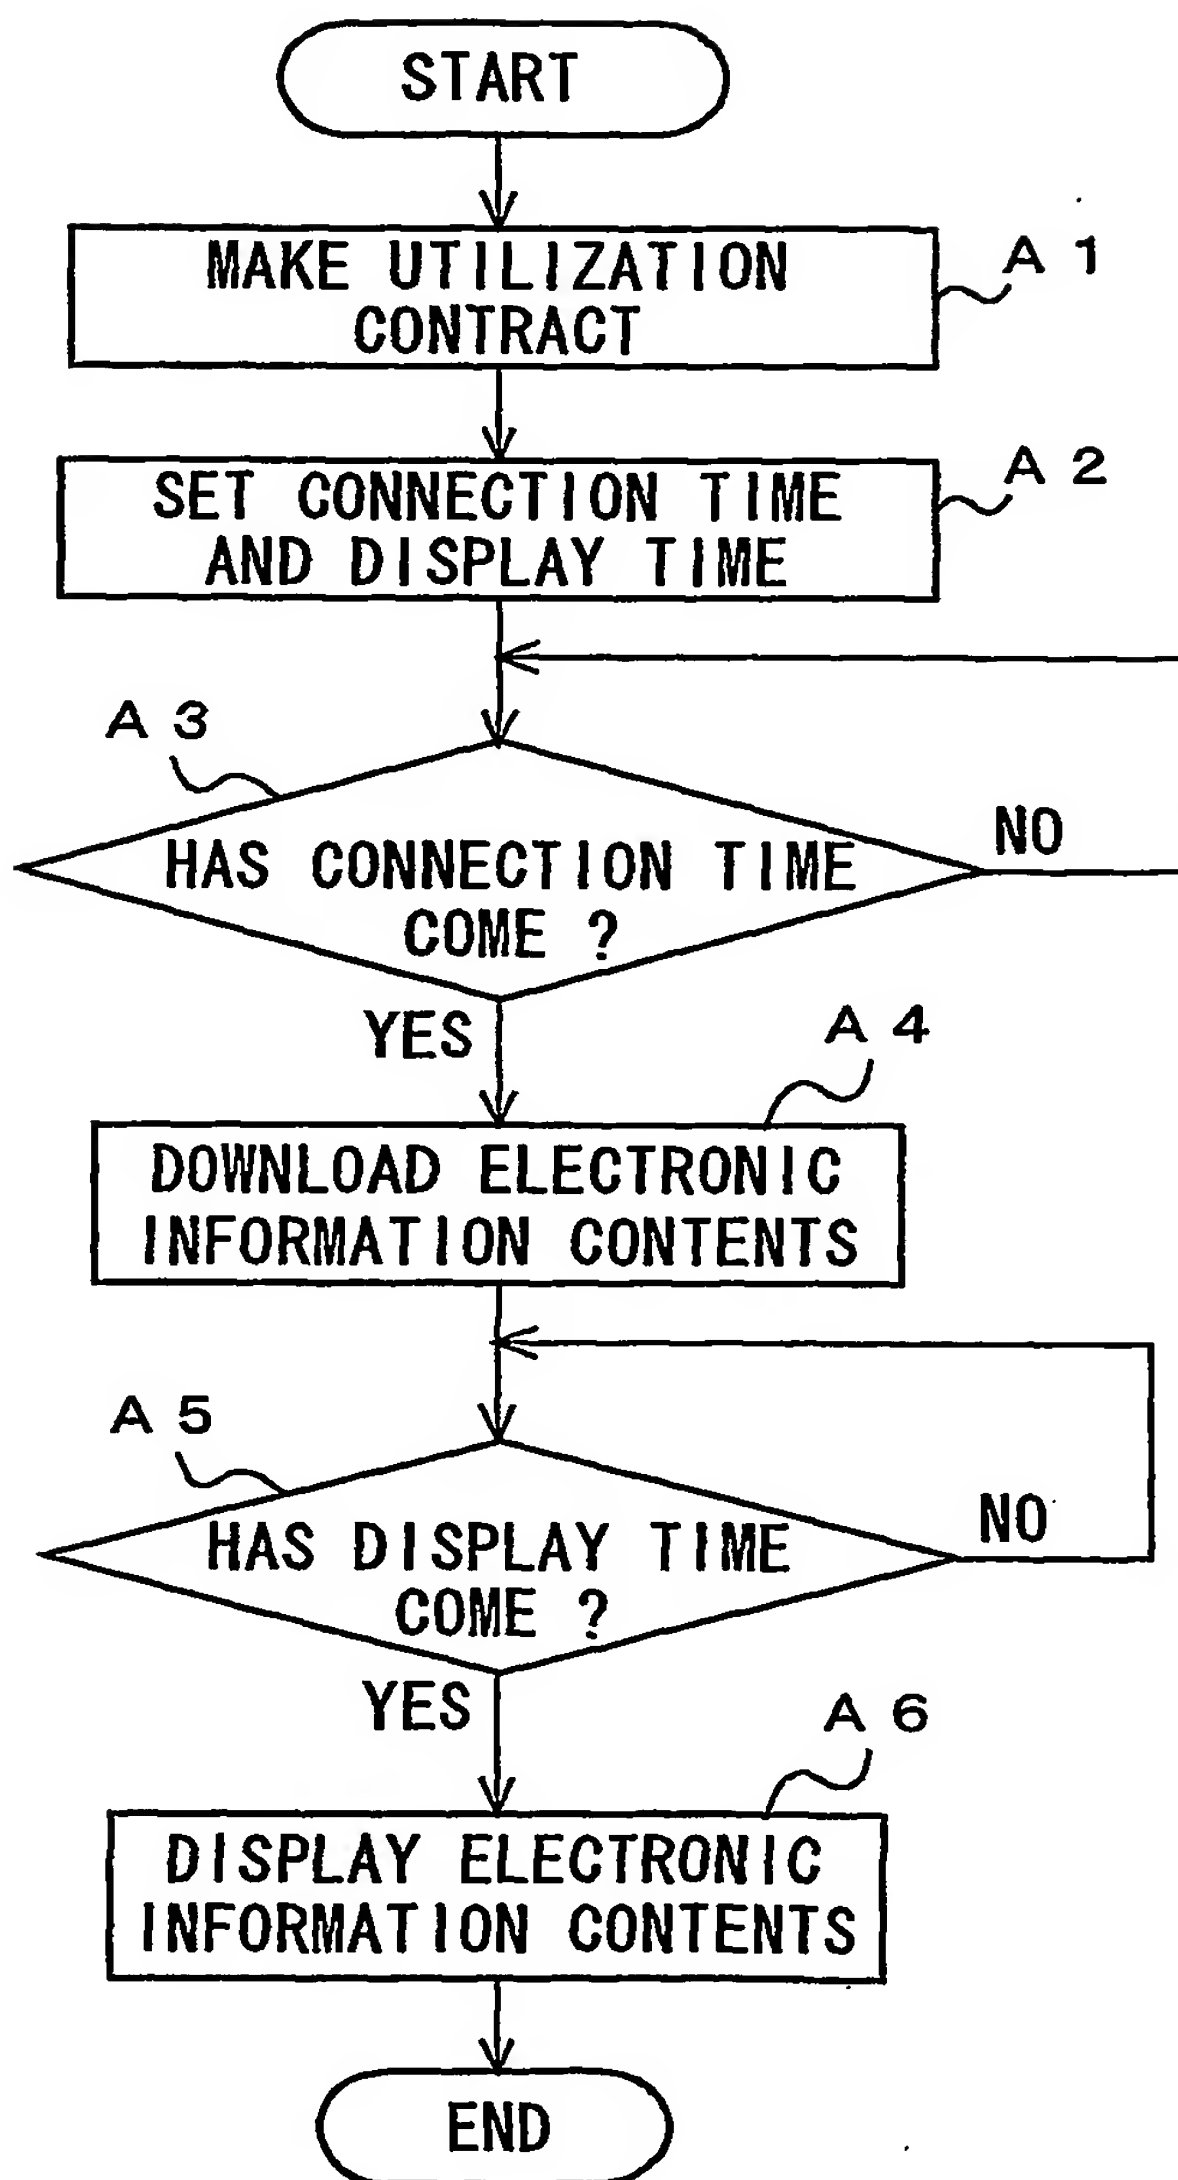 START
MAKE UTILIZATION
CONTRACT
A 1
SET CONNECTION TIME
AND DISPLAY TIME
A 2
A 3
HAS CONNECTION TIME
COME ?
NO
YES
A 4
DOWNLOAD ELECTRONIC
INFORMATION CONTENTS
A 5
HAS DISPLAY TIME
COME ?
NO
YES
A 6
DISPLAY ELECTRONIC
INFORMATION CONTENTS
END